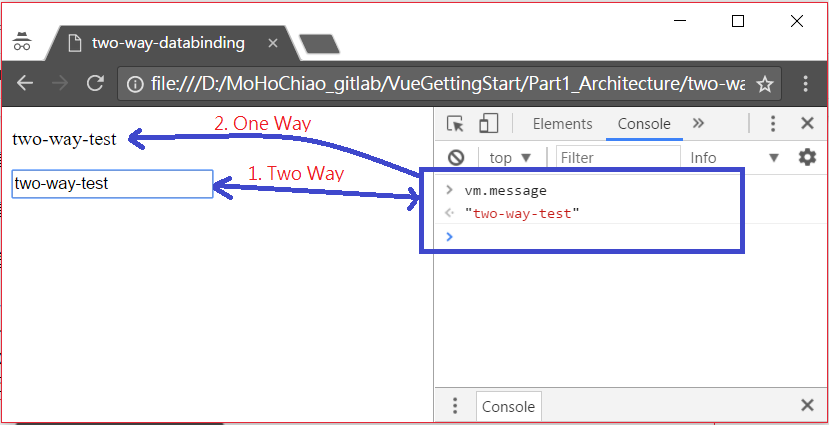 two-way-databinding
file:///D:/MoHoChiao_gitlab/VueGettingStart/Part1_Architecture/two-wa
two-way-test
2. One Way
two-way-test
1. Two Way
Elements Console
top Filter Info
vm.message
"two-way-test"
Console